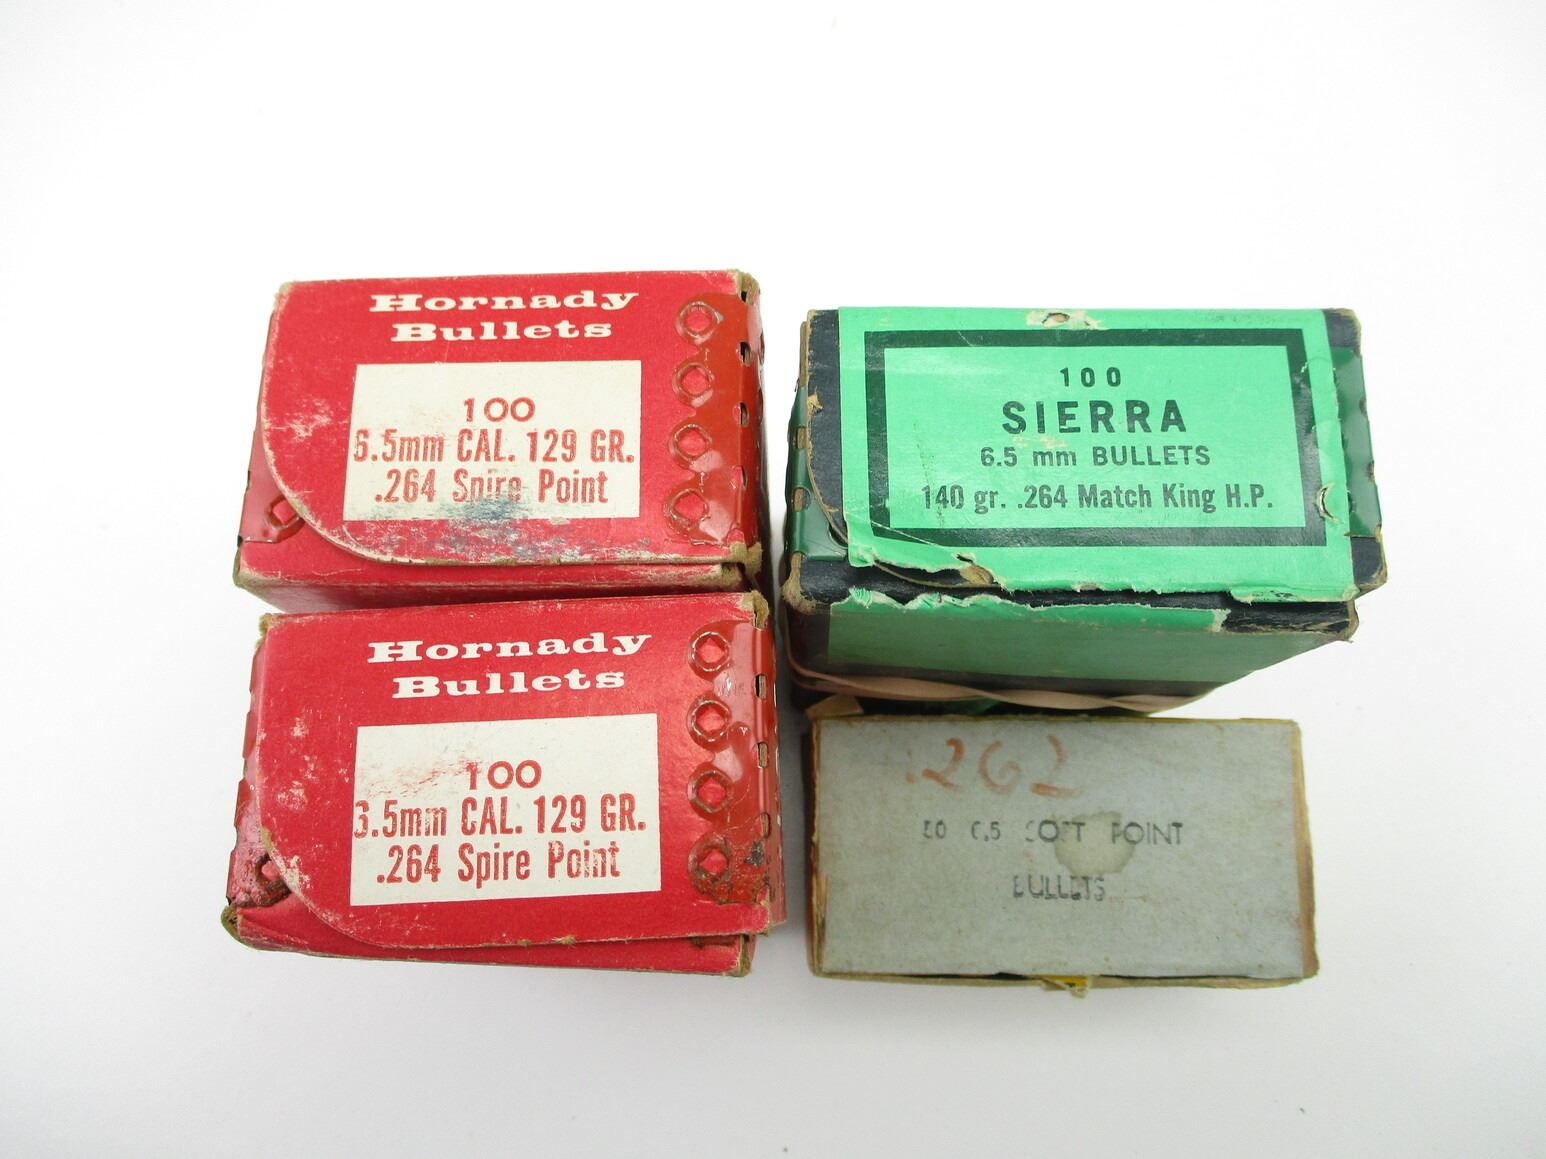 Hornady
Bullets
100
6.5mm CAL. 129 GR.
.264 Spire Point
100
SIERRA
6.5 mm BULLETS
140 gr. .264 Match King H.P.
Hornady
Bullets
100
6.5mm CAL. 129 GR.
.264 Spire Point
.262
50 6.5 SOFT POINT
BULLETS